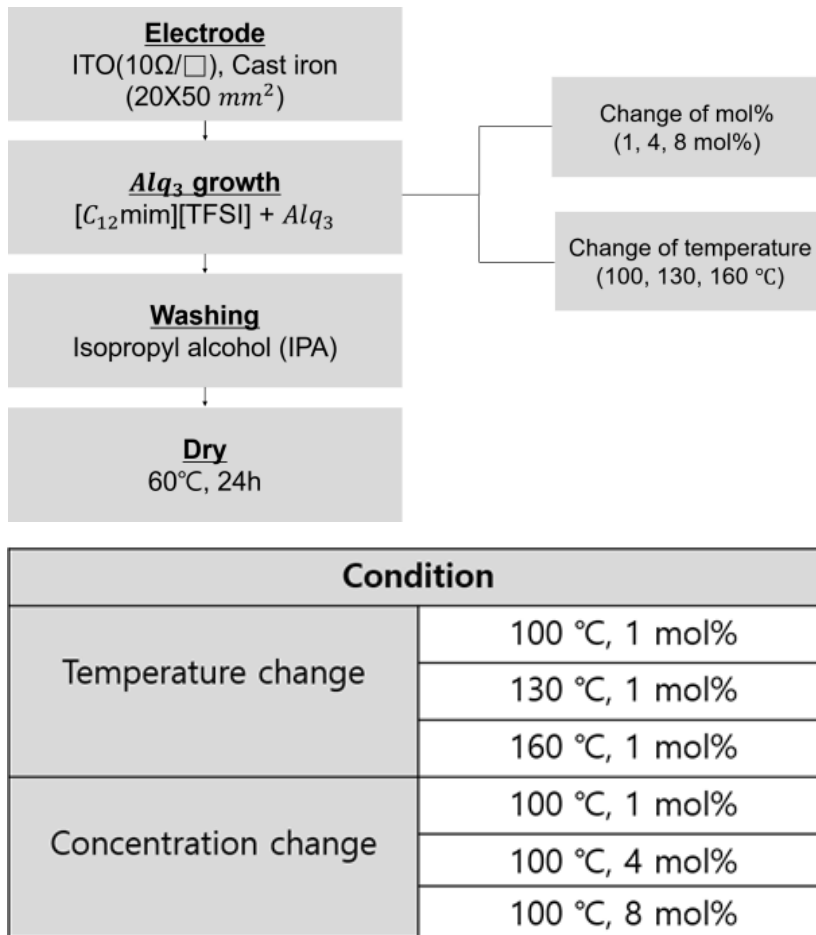 Electrode
ITO(10Ω/□), Cast iron
(20X50 mm²)
Alq₃ growth
[C₁₂mim][TFSI] + Alq₃
Washing
Isopropyl alcohol (IPA)
Dry
60℃, 24h
Change of mol%
(1, 4, 8 mol%)
Change of temperature
(100, 130, 160 ℃)
Condition
Temperature change
100 ℃, 1 mol%
130 ℃, 1 mol%
160 ℃, 1 mol%
Concentration change
100 ℃, 1 mol%
100 ℃, 4 mol%
100 ℃, 8 mol%